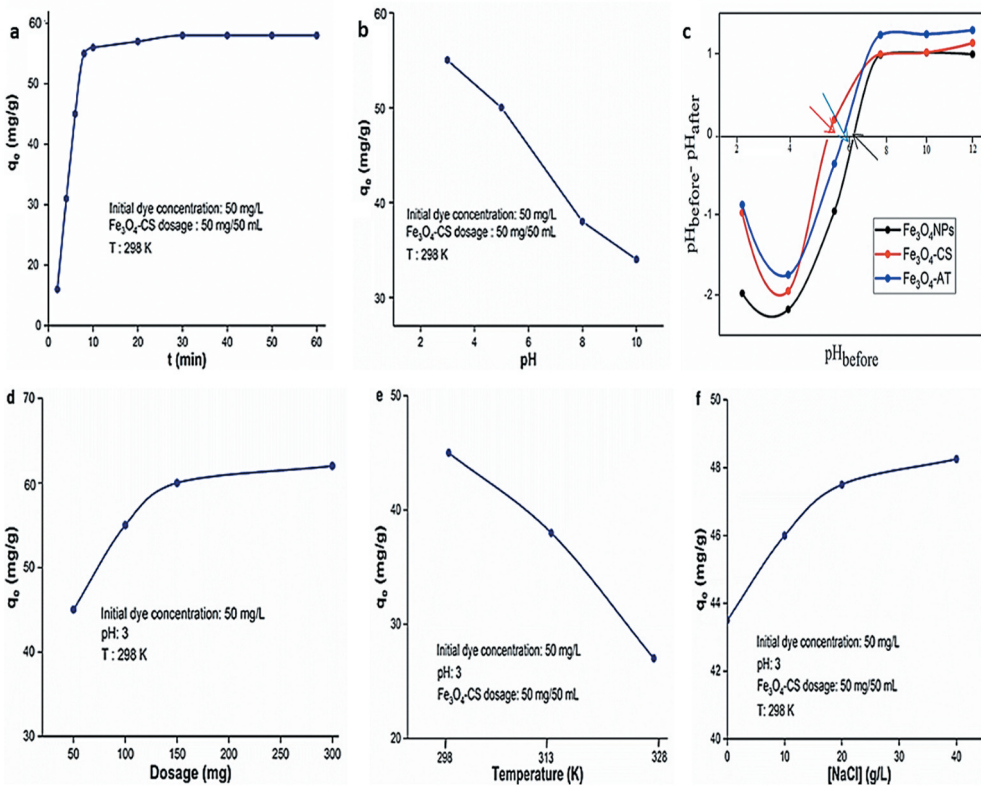 a
60
50
40
30
20
10
0
qe (mg/g)
Initial dye concentration: 50 mg/L
Fe3O4-CS dosage : 50 mg/50 mL
T : 298 K
0 10 20 30 40 50 60
t (min)
b
60
50
40
30
qe (mg/g)
Initial dye concentration: 50 mg/L
Fe3O4-CS dosage : 50 mg/50 mL
T : 298 K
2 4 6 8 10
pH
c
1
0
-1
-2
pHbefore- pHafter
2 4 6 8 10 12
Fe3O4NPs
Fe3O4-CS
Fe3O4-AT
pHbefore
d
70
60
50
40
30
qe (mg/g)
Initial dye concentration: 50 mg/L
pH: 3
T : 298 K
50 100 150 200 250 300
Dosage (mg)
e
50
40
30
20
qe (mg/g)
Initial dye concentration: 50 mg/L
pH: 3
Fe3O4-CS dosage: 50 mg/50 mL
298 313 328
Temperature (K)
f
50
48
46
44
42
40
qe (mg/g)
Initial dye concentration: 50 mg/L
pH: 3
Fe3O4-CS dosage: 50 mg/50 mL
T: 298 K
0 10 20 30 40
[NaCl] (g/L)